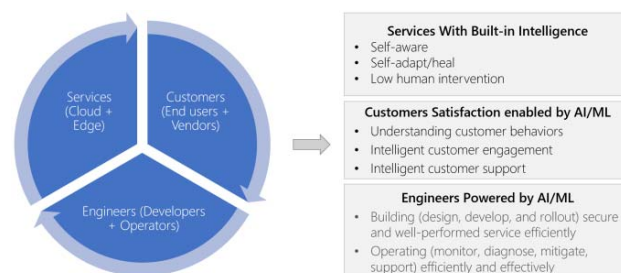 Services
(Cloud +
Edge)
Customers
(End users +
Vendors)
Engineers (Developers
+ Operators)
Services With Built-in Intelligence
• Self-aware
• Self-adapt/heal
• Low human intervention
Customers Satisfaction enabled by AI/ML
• Understanding customer behaviors
• Intelligent customer engagement
• Intelligent customer support
Engineers Powered by AI/ML
• Building (design, develop, and rollout) secure
and well-performed service efficiently
• Operating (monitor, diagnose, mitigate,
support) efficiently and effectively